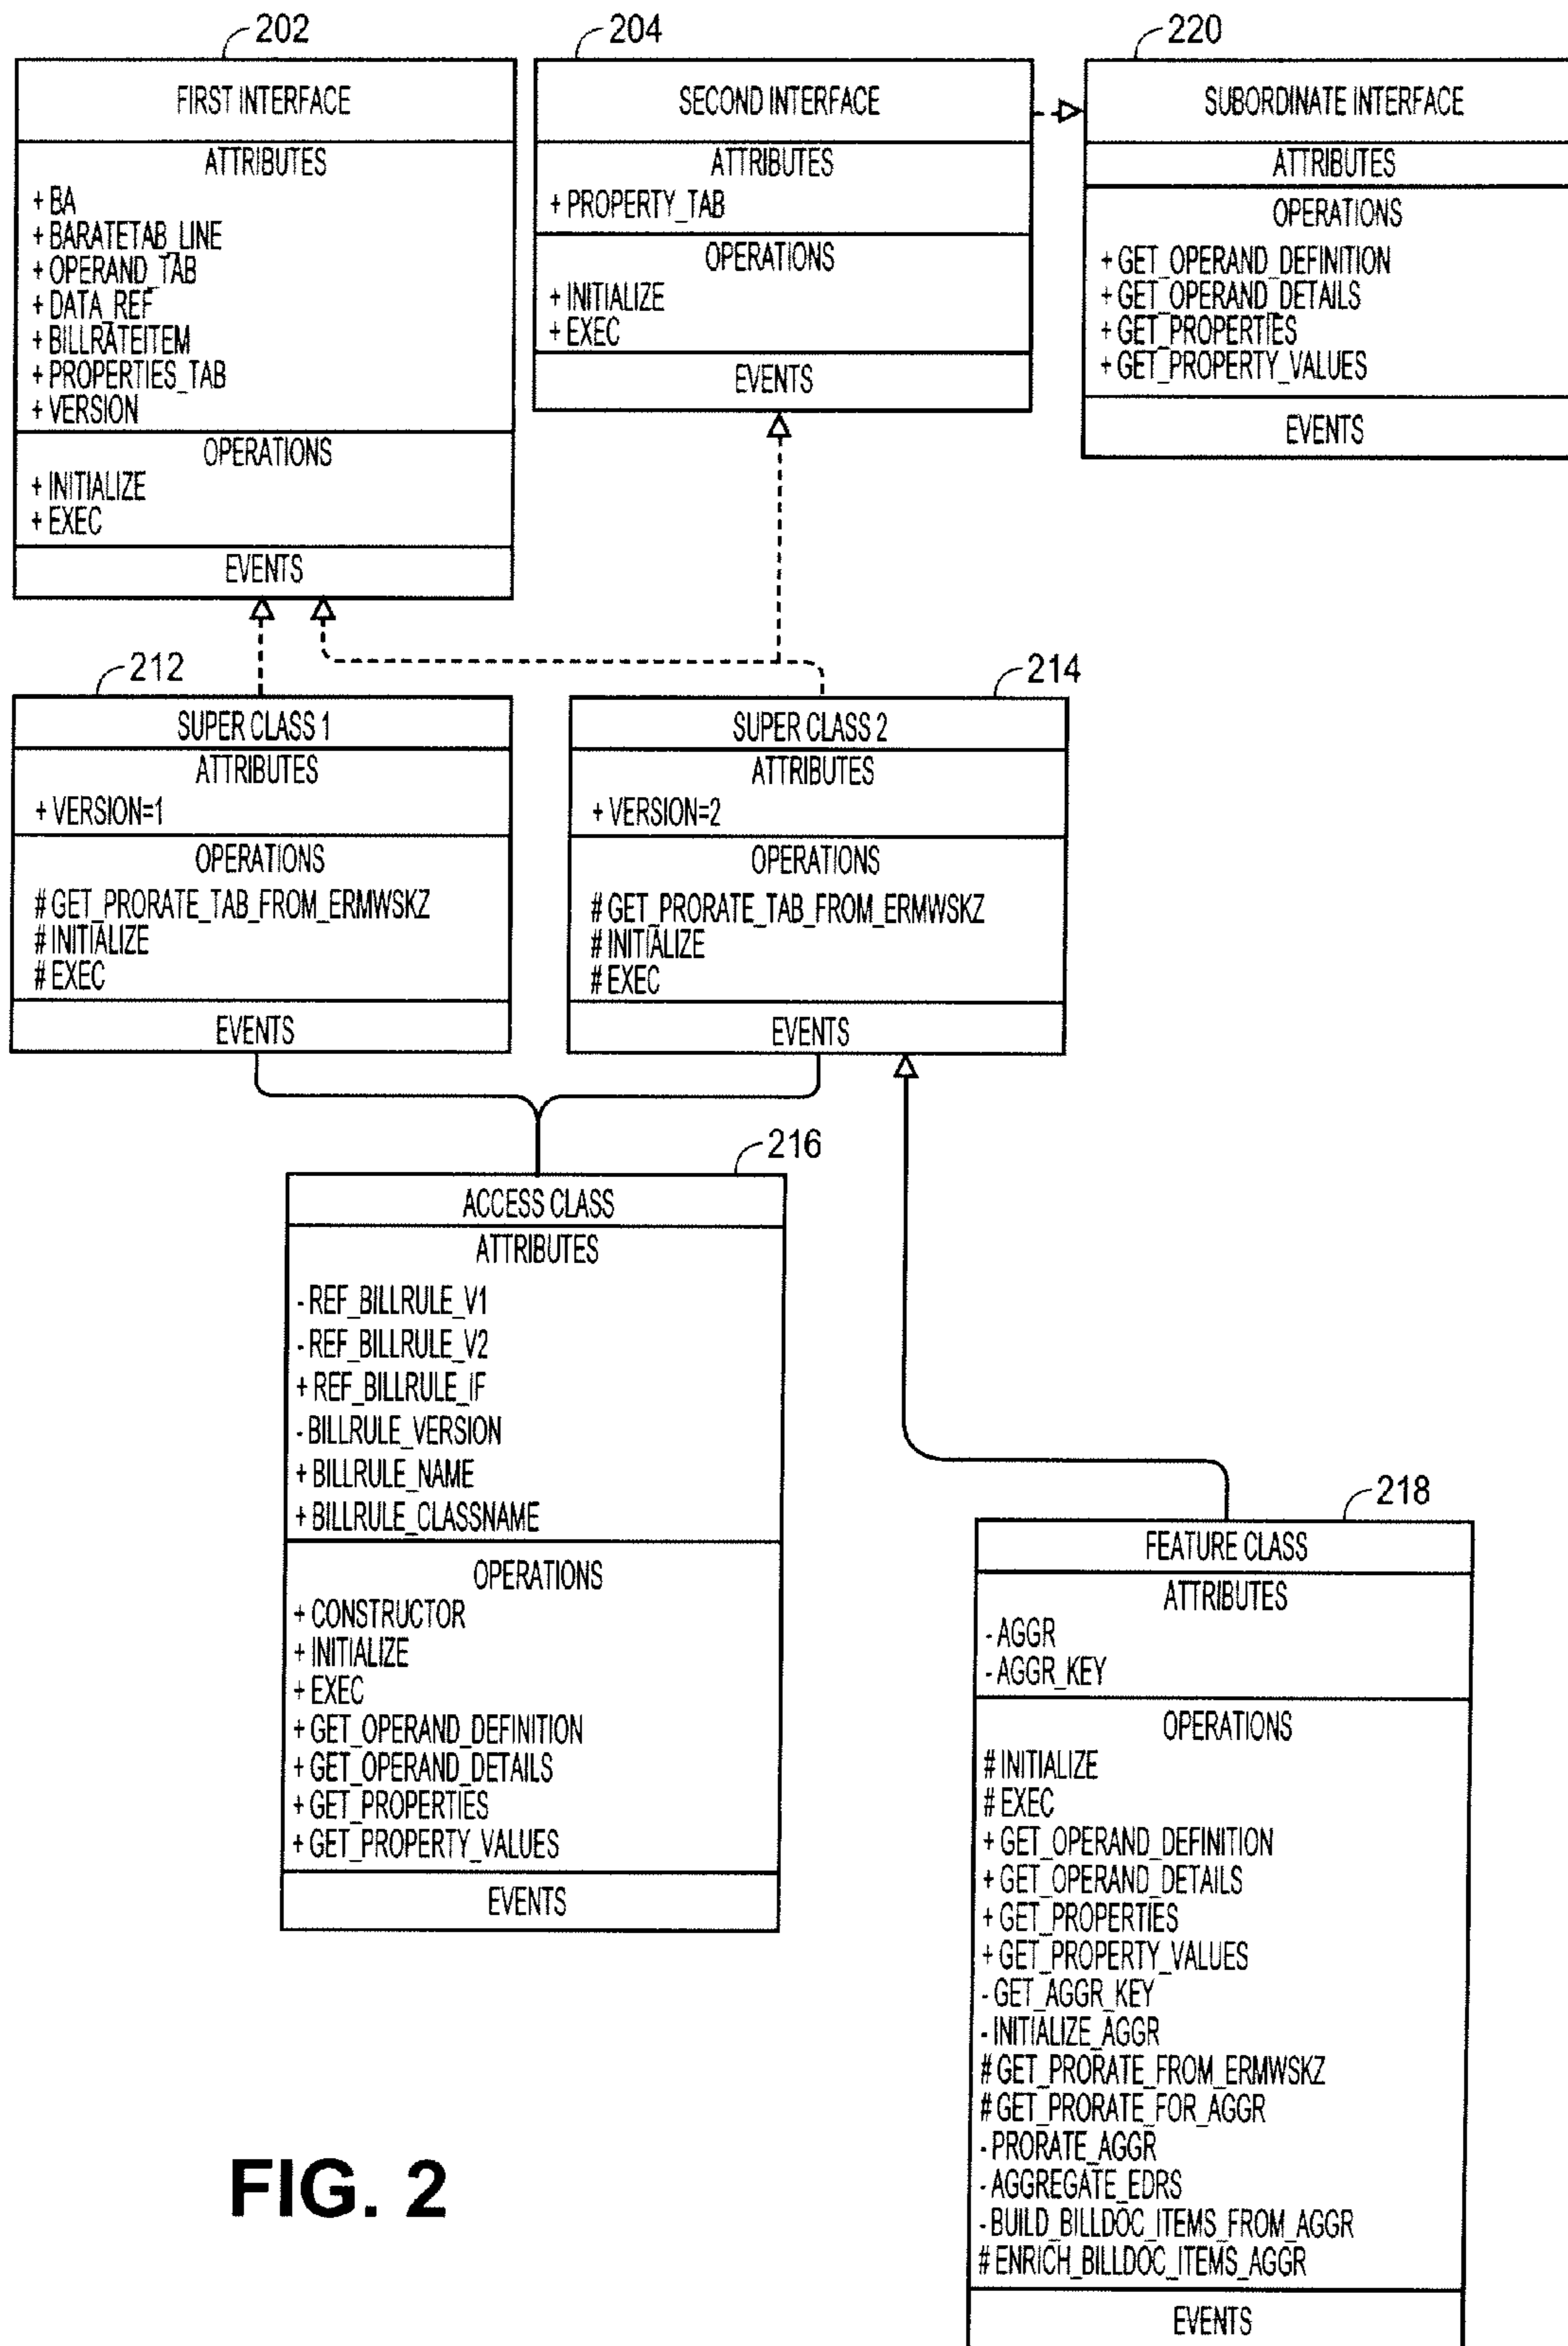 202
FIRST INTERFACE
ATTRIBUTES
+ BA
+ BARATETAB_LINE
+ OPERAND_TAB
+ DATA_REF
+ BILLRATEITEM
+ PROPERTIES_TAB
+ VERSION
OPERATIONS
+ INITIALIZE
+ EXEC
EVENTS
204
SECOND INTERFACE
ATTRIBUTES
+ PROPERTY_TAB
OPERATIONS
+ INITIALIZE
+ EXEC
EVENTS
220
SUBORDINATE INTERFACE
ATTRIBUTES
OPERATIONS
+ GET_OPERAND_DEFINITION
+ GET_OPERAND_DETAILS
+ GET_PROPERTIES
+ GET_PROPERTY_VALUES
EVENTS
212
SUPER CLASS 1
ATTRIBUTES
+ VERSION=1
OPERATIONS
# GET_PRORATE_TAB_FROM_ERMWSKZ
# INITIALIZE
# EXEC
EVENTS
214
SUPER CLASS 2
ATTRIBUTES
+ VERSION=2
OPERATIONS
# GET_PRORATE_TAB_FROM_ERMWSKZ
# INITIALIZE
# EXEC
EVENTS
216
ACCESS CLASS
ATTRIBUTES
- REF_BILLRULE_V1
- REF_BILLRULE_V2
+ REF_BILLRULE_IF
- BILLRULE_VERSION
+ BILLRULE_NAME
+ BILLRULE_CLASSNAME
OPERATIONS
+ CONSTRUCTOR
+ INITIALIZE
+ EXEC
+ GET_OPERAND_DEFINITION
+ GET_OPERAND_DETAILS
+ GET_PROPERTIES
+ GET_PROPERTY_VALUES
EVENTS
218
FEATURE CLASS
ATTRIBUTES
- AGGR
- AGGR_KEY
OPERATIONS
# INITIALIZE
# EXEC
+ GET_OPERAND_DEFINITION
+ GET_OPERAND_DETAILS
+ GET_PROPERTIES
+ GET_PROPERTY_VALUES
- GET_AGGR_KEY
- INITIALIZE_AGGR
# GET_PRORATE_FROM_ERMWSKZ
# GET_PRORATE_FOR_AGGR
- PRORATE_AGGR
- AGGREGATE_EDRS
- BUILD_BILLDOC_ITEMS_FROM_AGGR
# ENRICH_BILLDOC_ITEMS_AGGR
EVENTS
FIG. 2